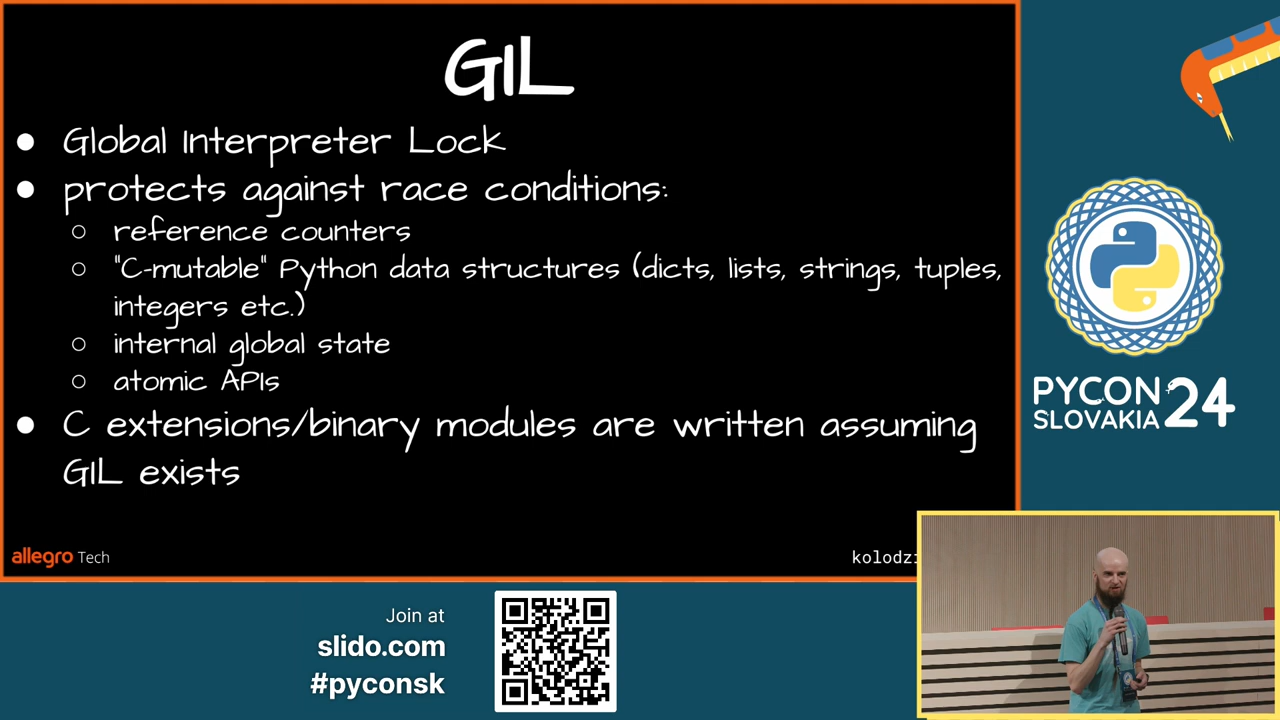 GIL
● Global Interpreter Lock
● protects against race conditions:
○ reference counters
○ "C-mutable" Python data structures (dicts, lists, strings, tuples,
integers etc.)
○ internal global state
○ atomic APIs
● C extensions/binary modules are written assuming
GIL exists
allegro Tech
kolodzi
PYCON
SLOVAKIA
24
Join at
slido.com
#pyconsk